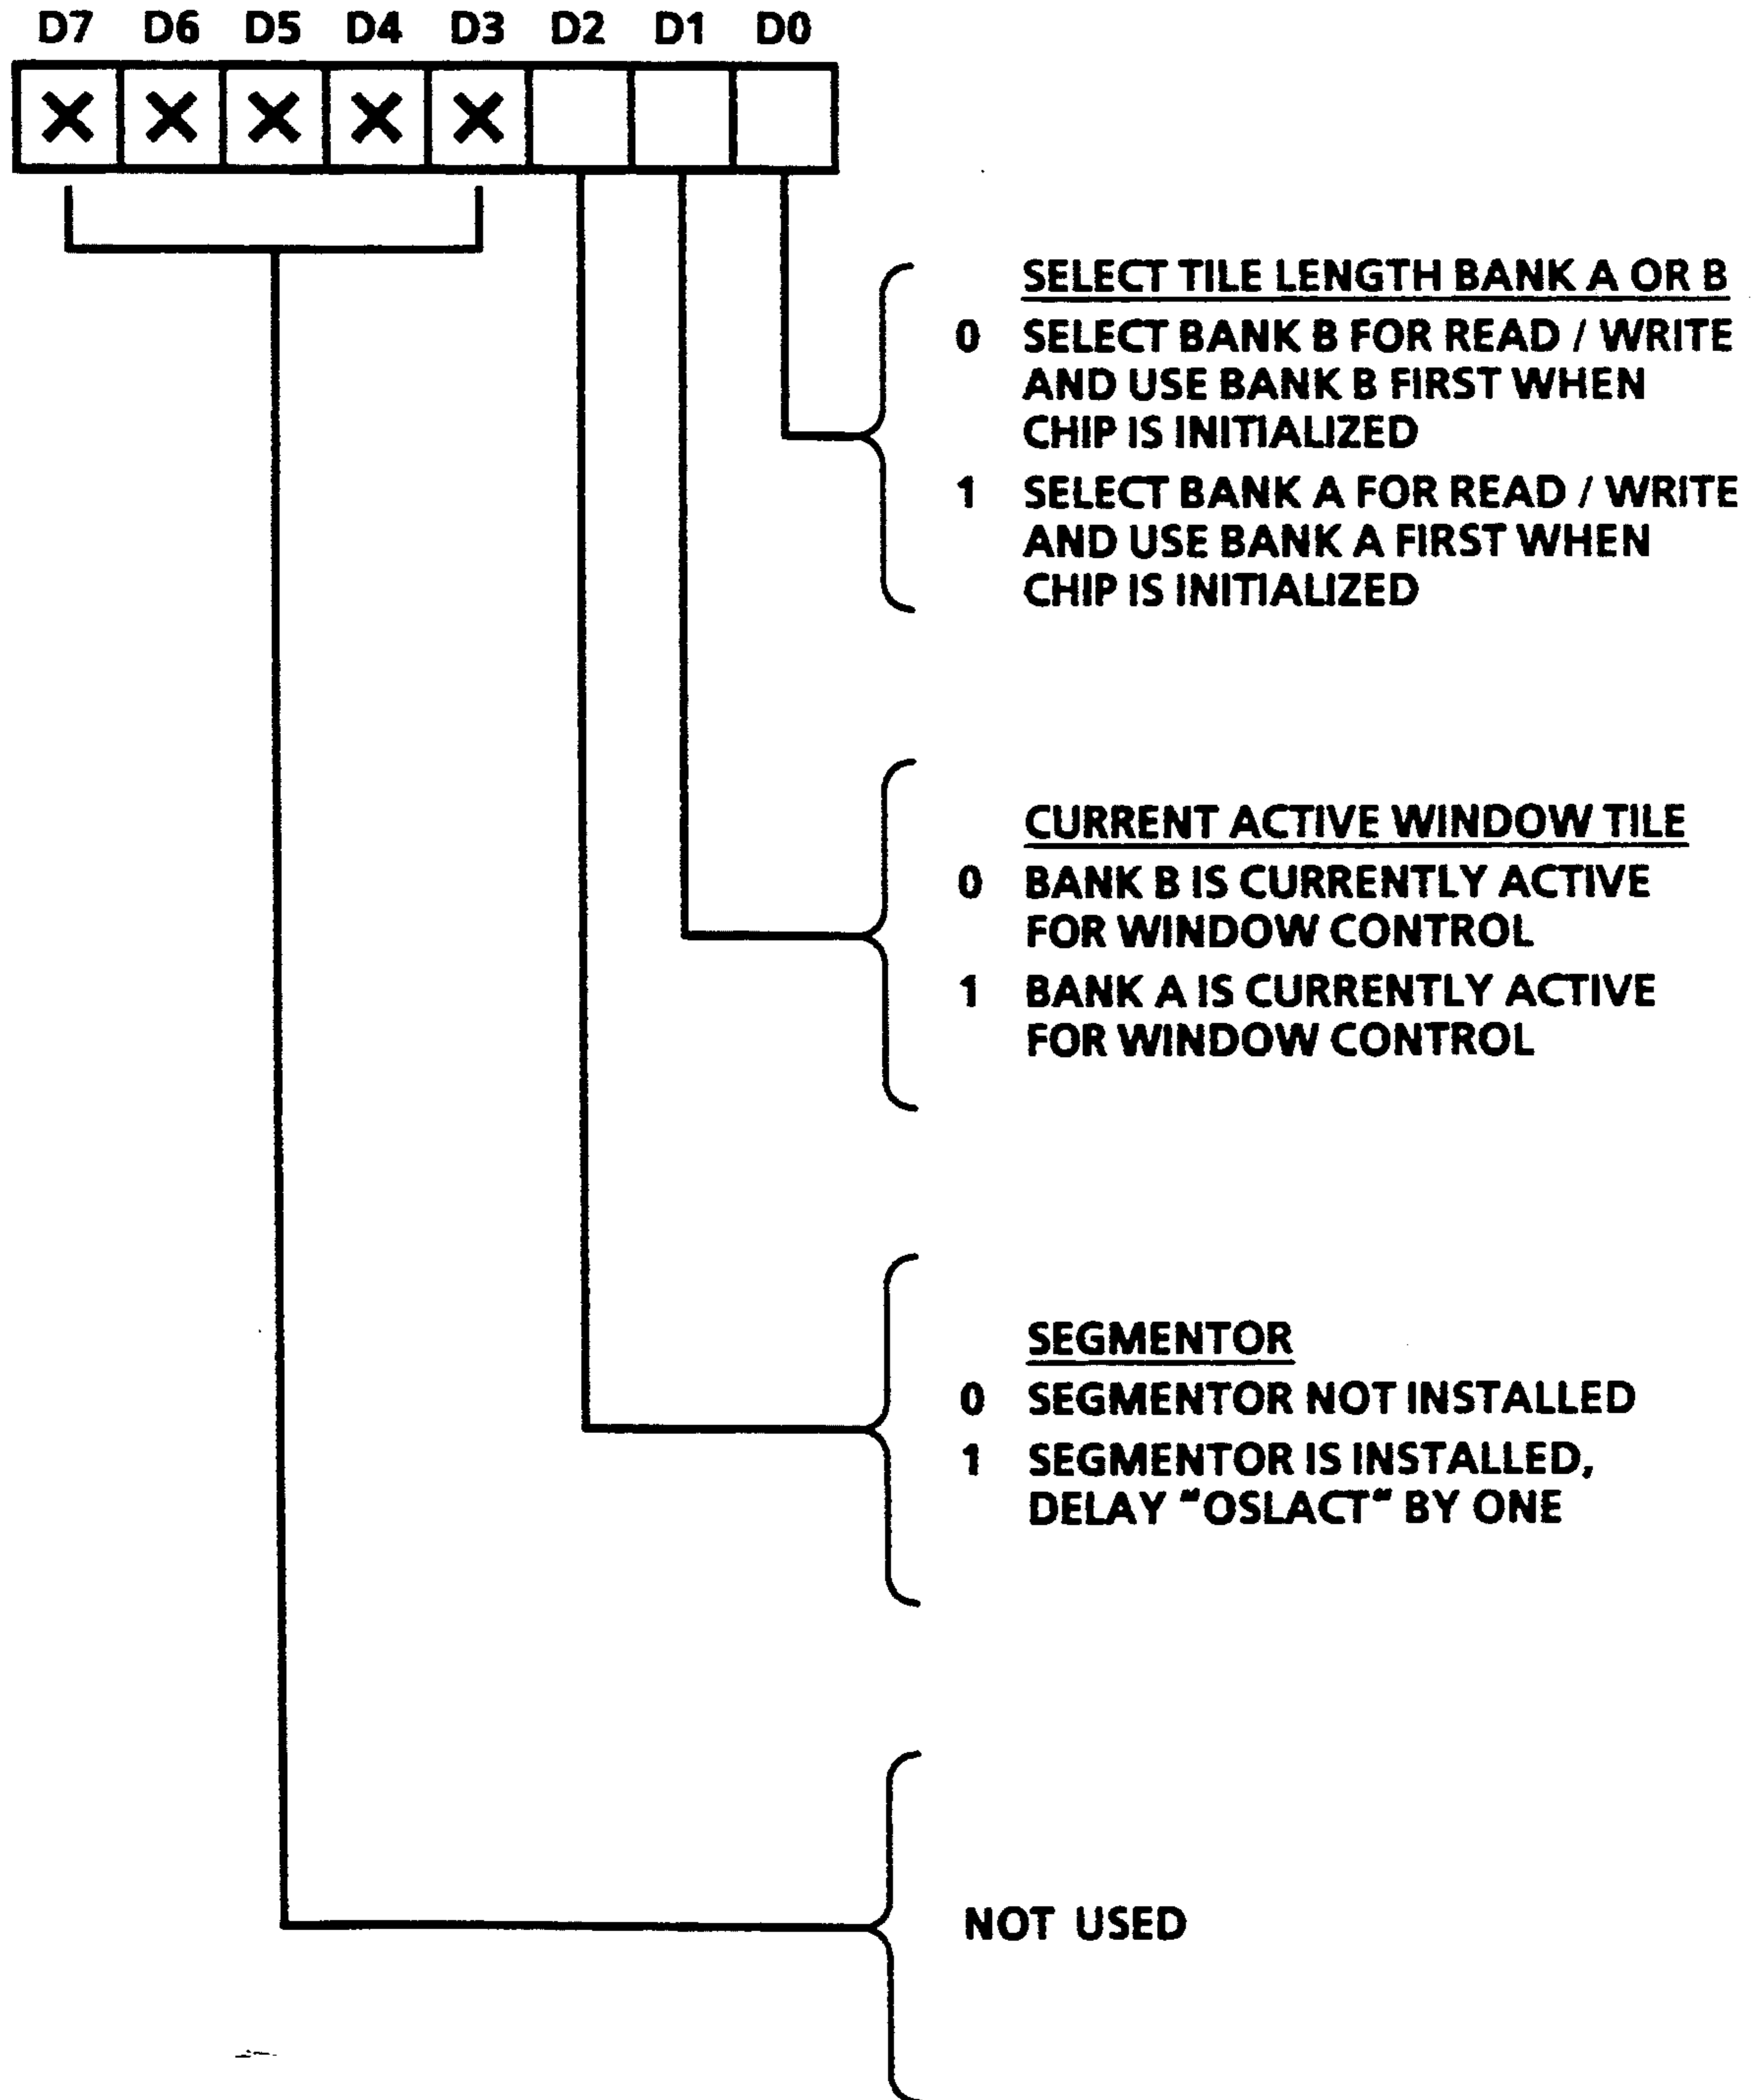 D7 D6 D5 D4 D3 D2 D1 D0
X X X X X
SELECT TILE LENGTH BANK A OR B
0 SELECT BANK B FOR READ / WRITE
AND USE BANK B FIRST WHEN
CHIP IS INITIALIZED
1 SELECT BANK A FOR READ / WRITE
AND USE BANK A FIRST WHEN
CHIP IS INITIALIZED
CURRENT ACTIVE WINDOW TILE
0 BANK B IS CURRENTLY ACTIVE
FOR WINDOW CONTROL
1 BANK A IS CURRENTLY ACTIVE
FOR WINDOW CONTROL
SEGMENTOR
0 SEGMENTOR NOT INSTALLED
1 SEGMENTOR IS INSTALLED,
DELAY "OSLACT" BY ONE
NOT USED